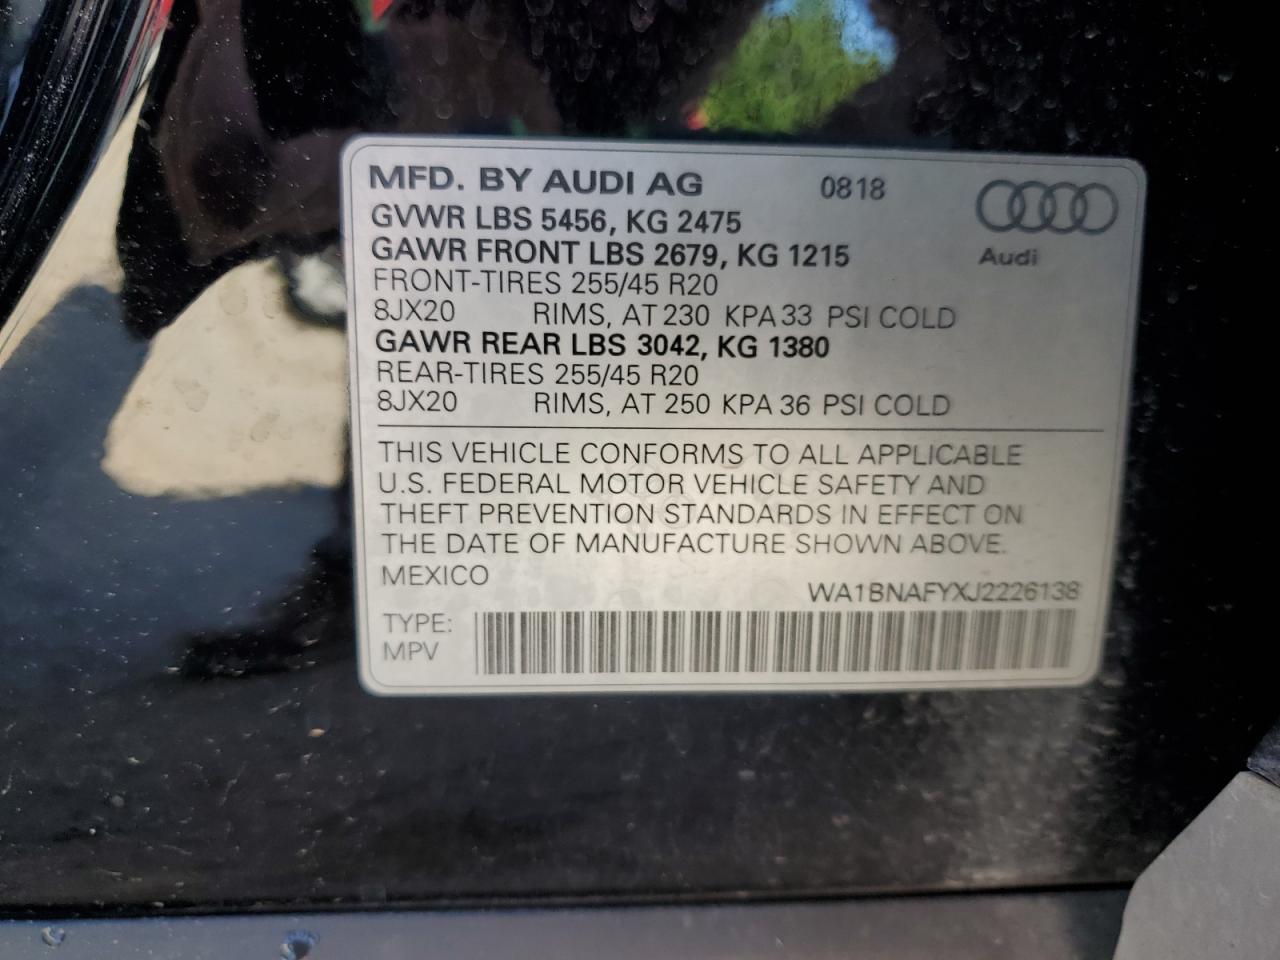 MFD. BY AUDI AG 0818
GVWR LBS 5456, KG 2475
GAWR FRONT LBS 2679, KG 1215
Audi
FRONT-TIRES 255/45 R20
8JX20 RIMS, AT 230 KPA 33 PSI COLD
GAWR REAR LBS 3042, KG 1380
REAR-TIRES 255/45 R20
8JX20 RIMS, AT 250 KPA 36 PSI COLD
THIS VEHICLE CONFORMS TO ALL APPLICABLE
U.S. FEDERAL MOTOR VEHICLE SAFETY AND
THEFT PREVENTION STANDARDS IN EFFECT ON
THE DATE OF MANUFACTURE SHOWN ABOVE.
MEXICO
WA1BNAFYXJ2226138
TYPE:
MPV